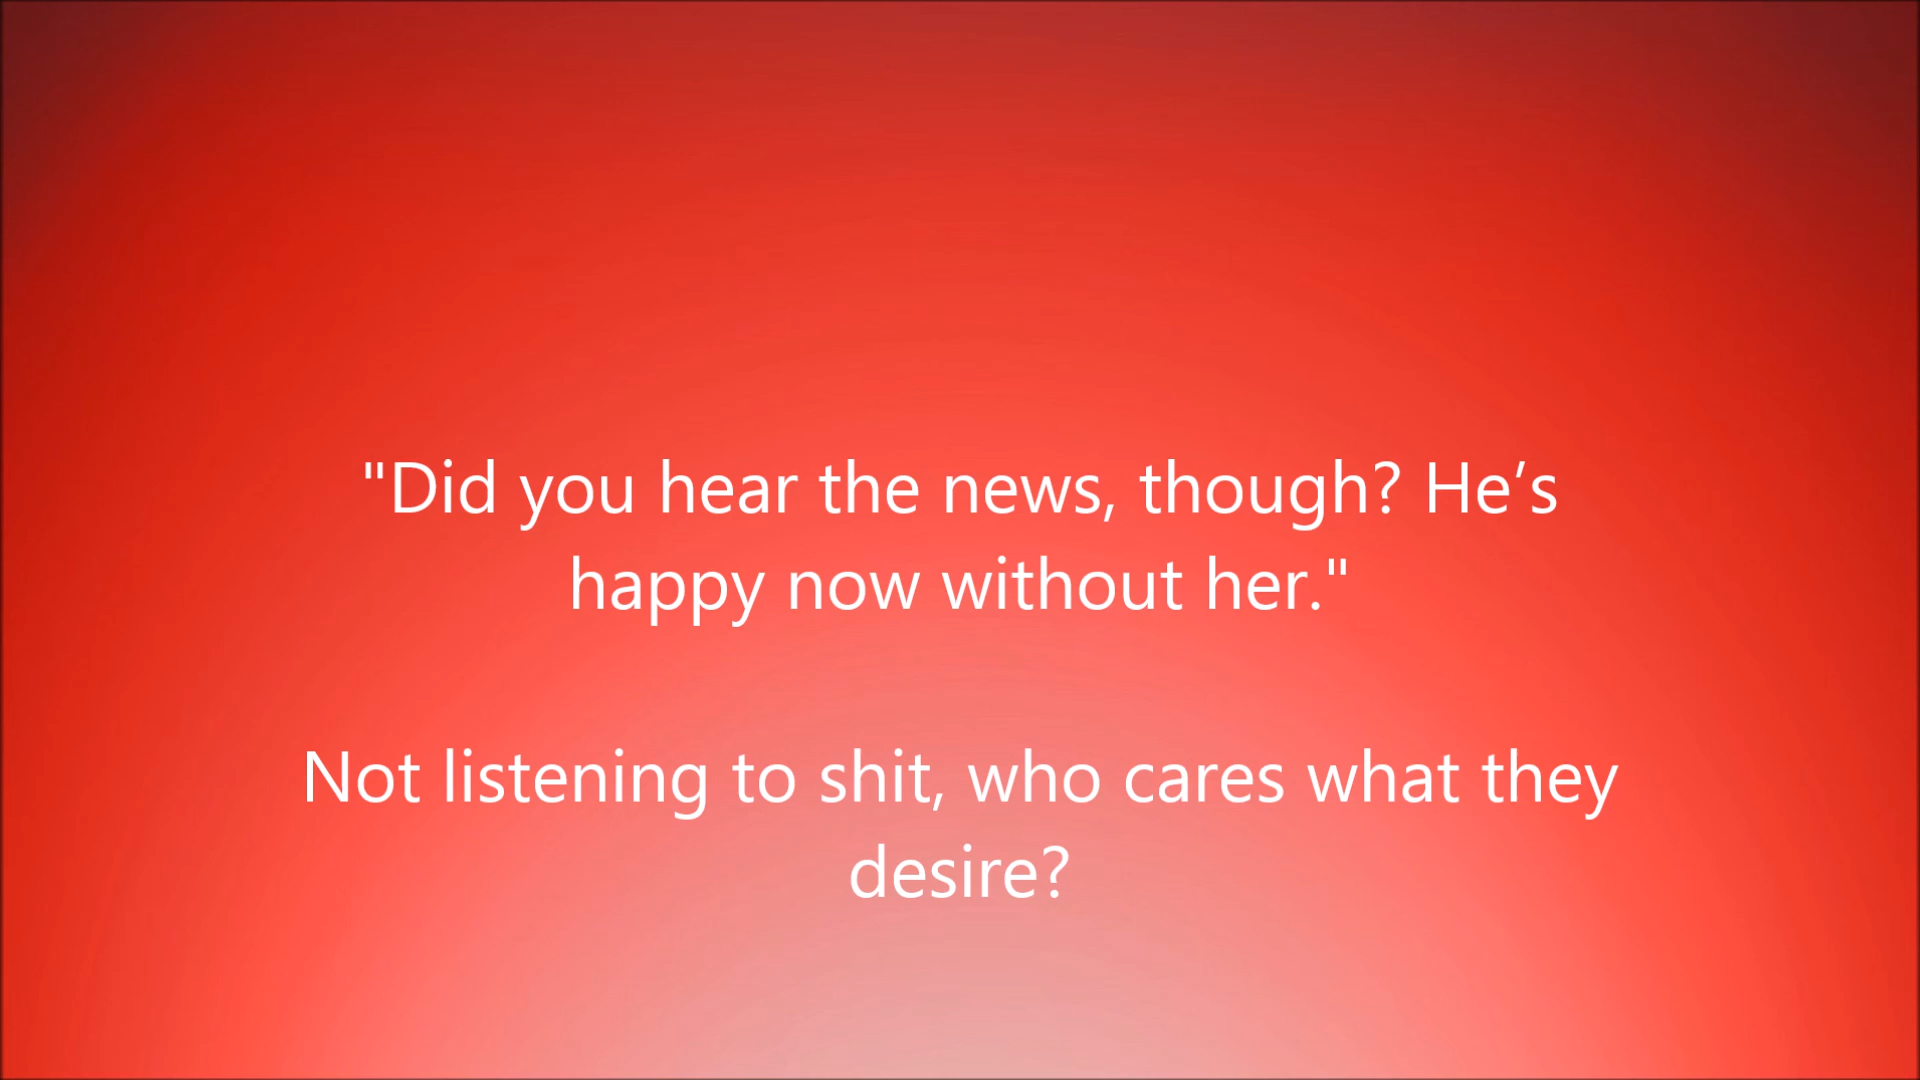 "Did you hear the news, though? He’s
happy now without her."
Not listening to shit, who cares what they
desire?